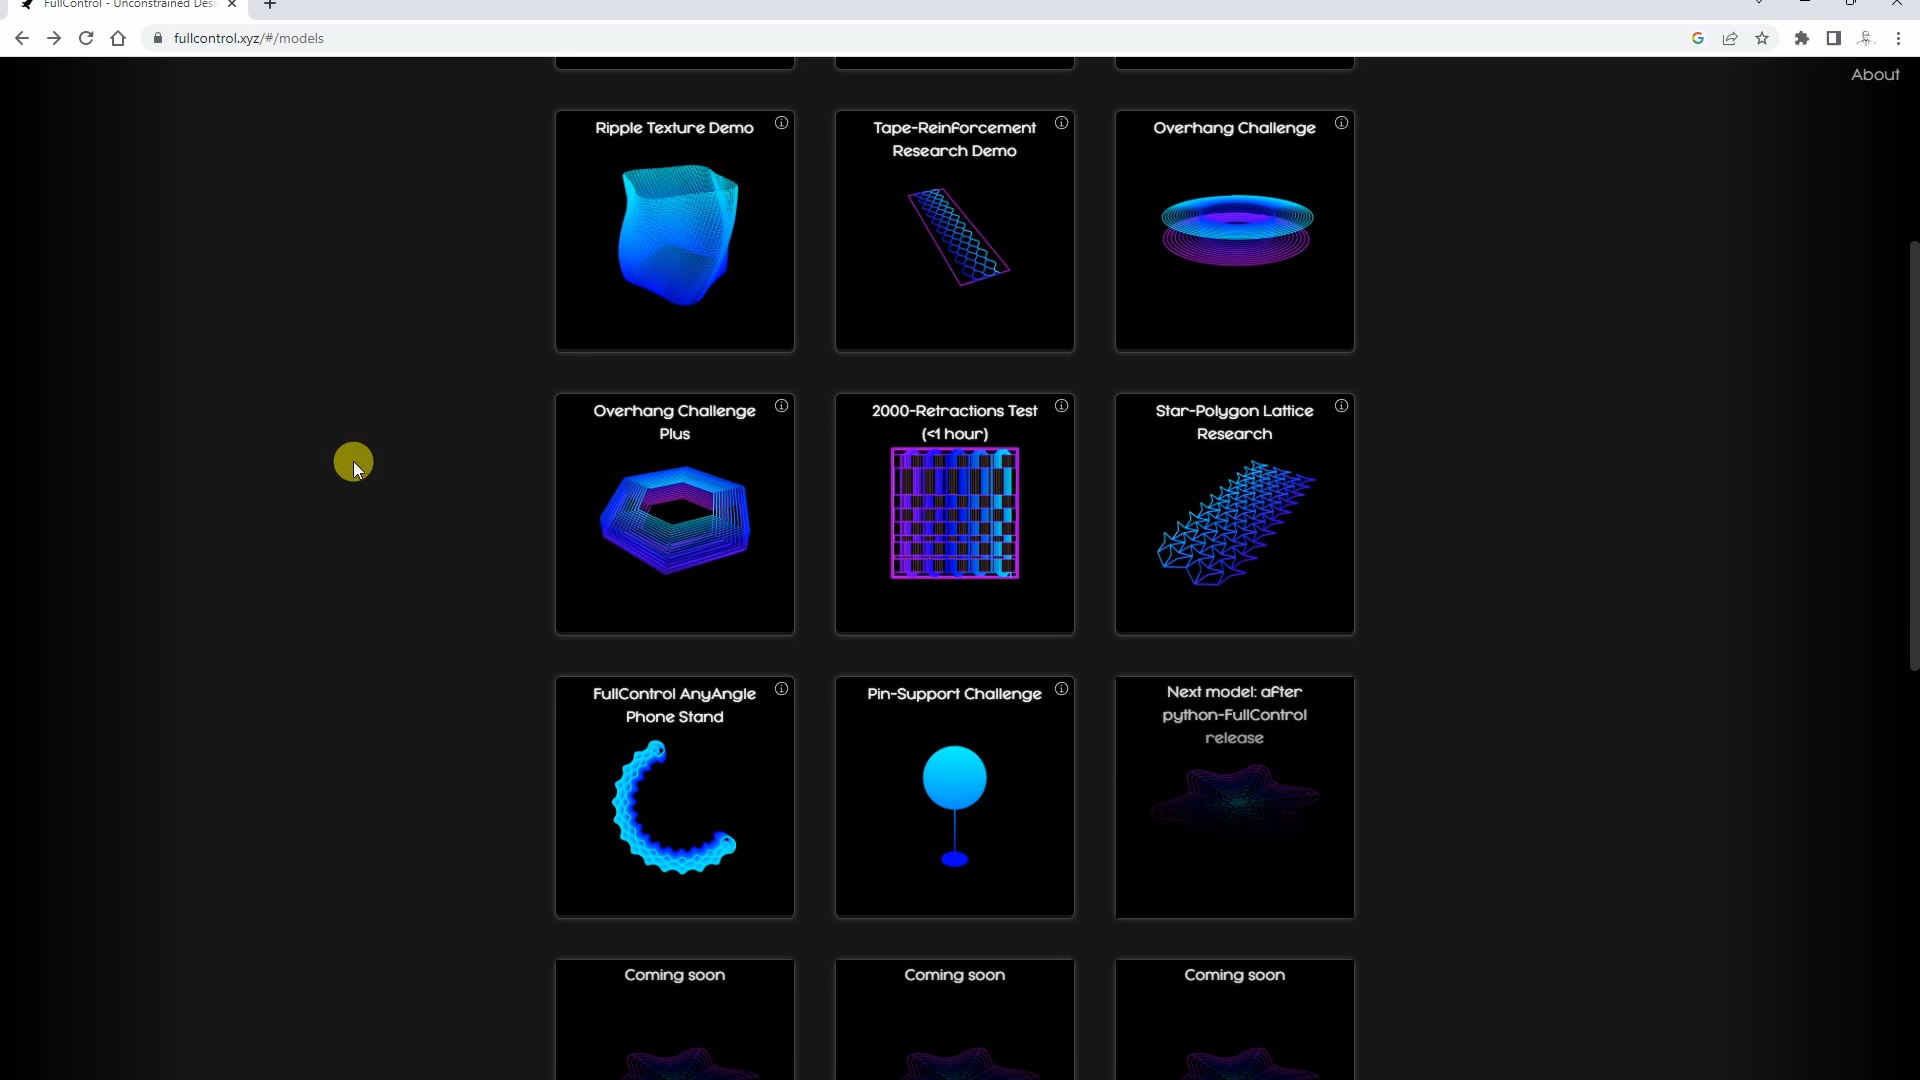 FullControl - Unconstrained Desi
fullcontrol.xyz/#/models
About
Ripple Texture Demo
Tape-Reinforcement
Research Demo
Overhang Challenge
Overhang Challenge
Plus
2000-Retractions Test
(<1 hour)
Star-Polygon Lattice
Research
FullControl AnyAngle
Phone Stand
Pin-Support Challenge
Next model: after
python-FullControl
release
Coming soon
Coming soon
Coming soon